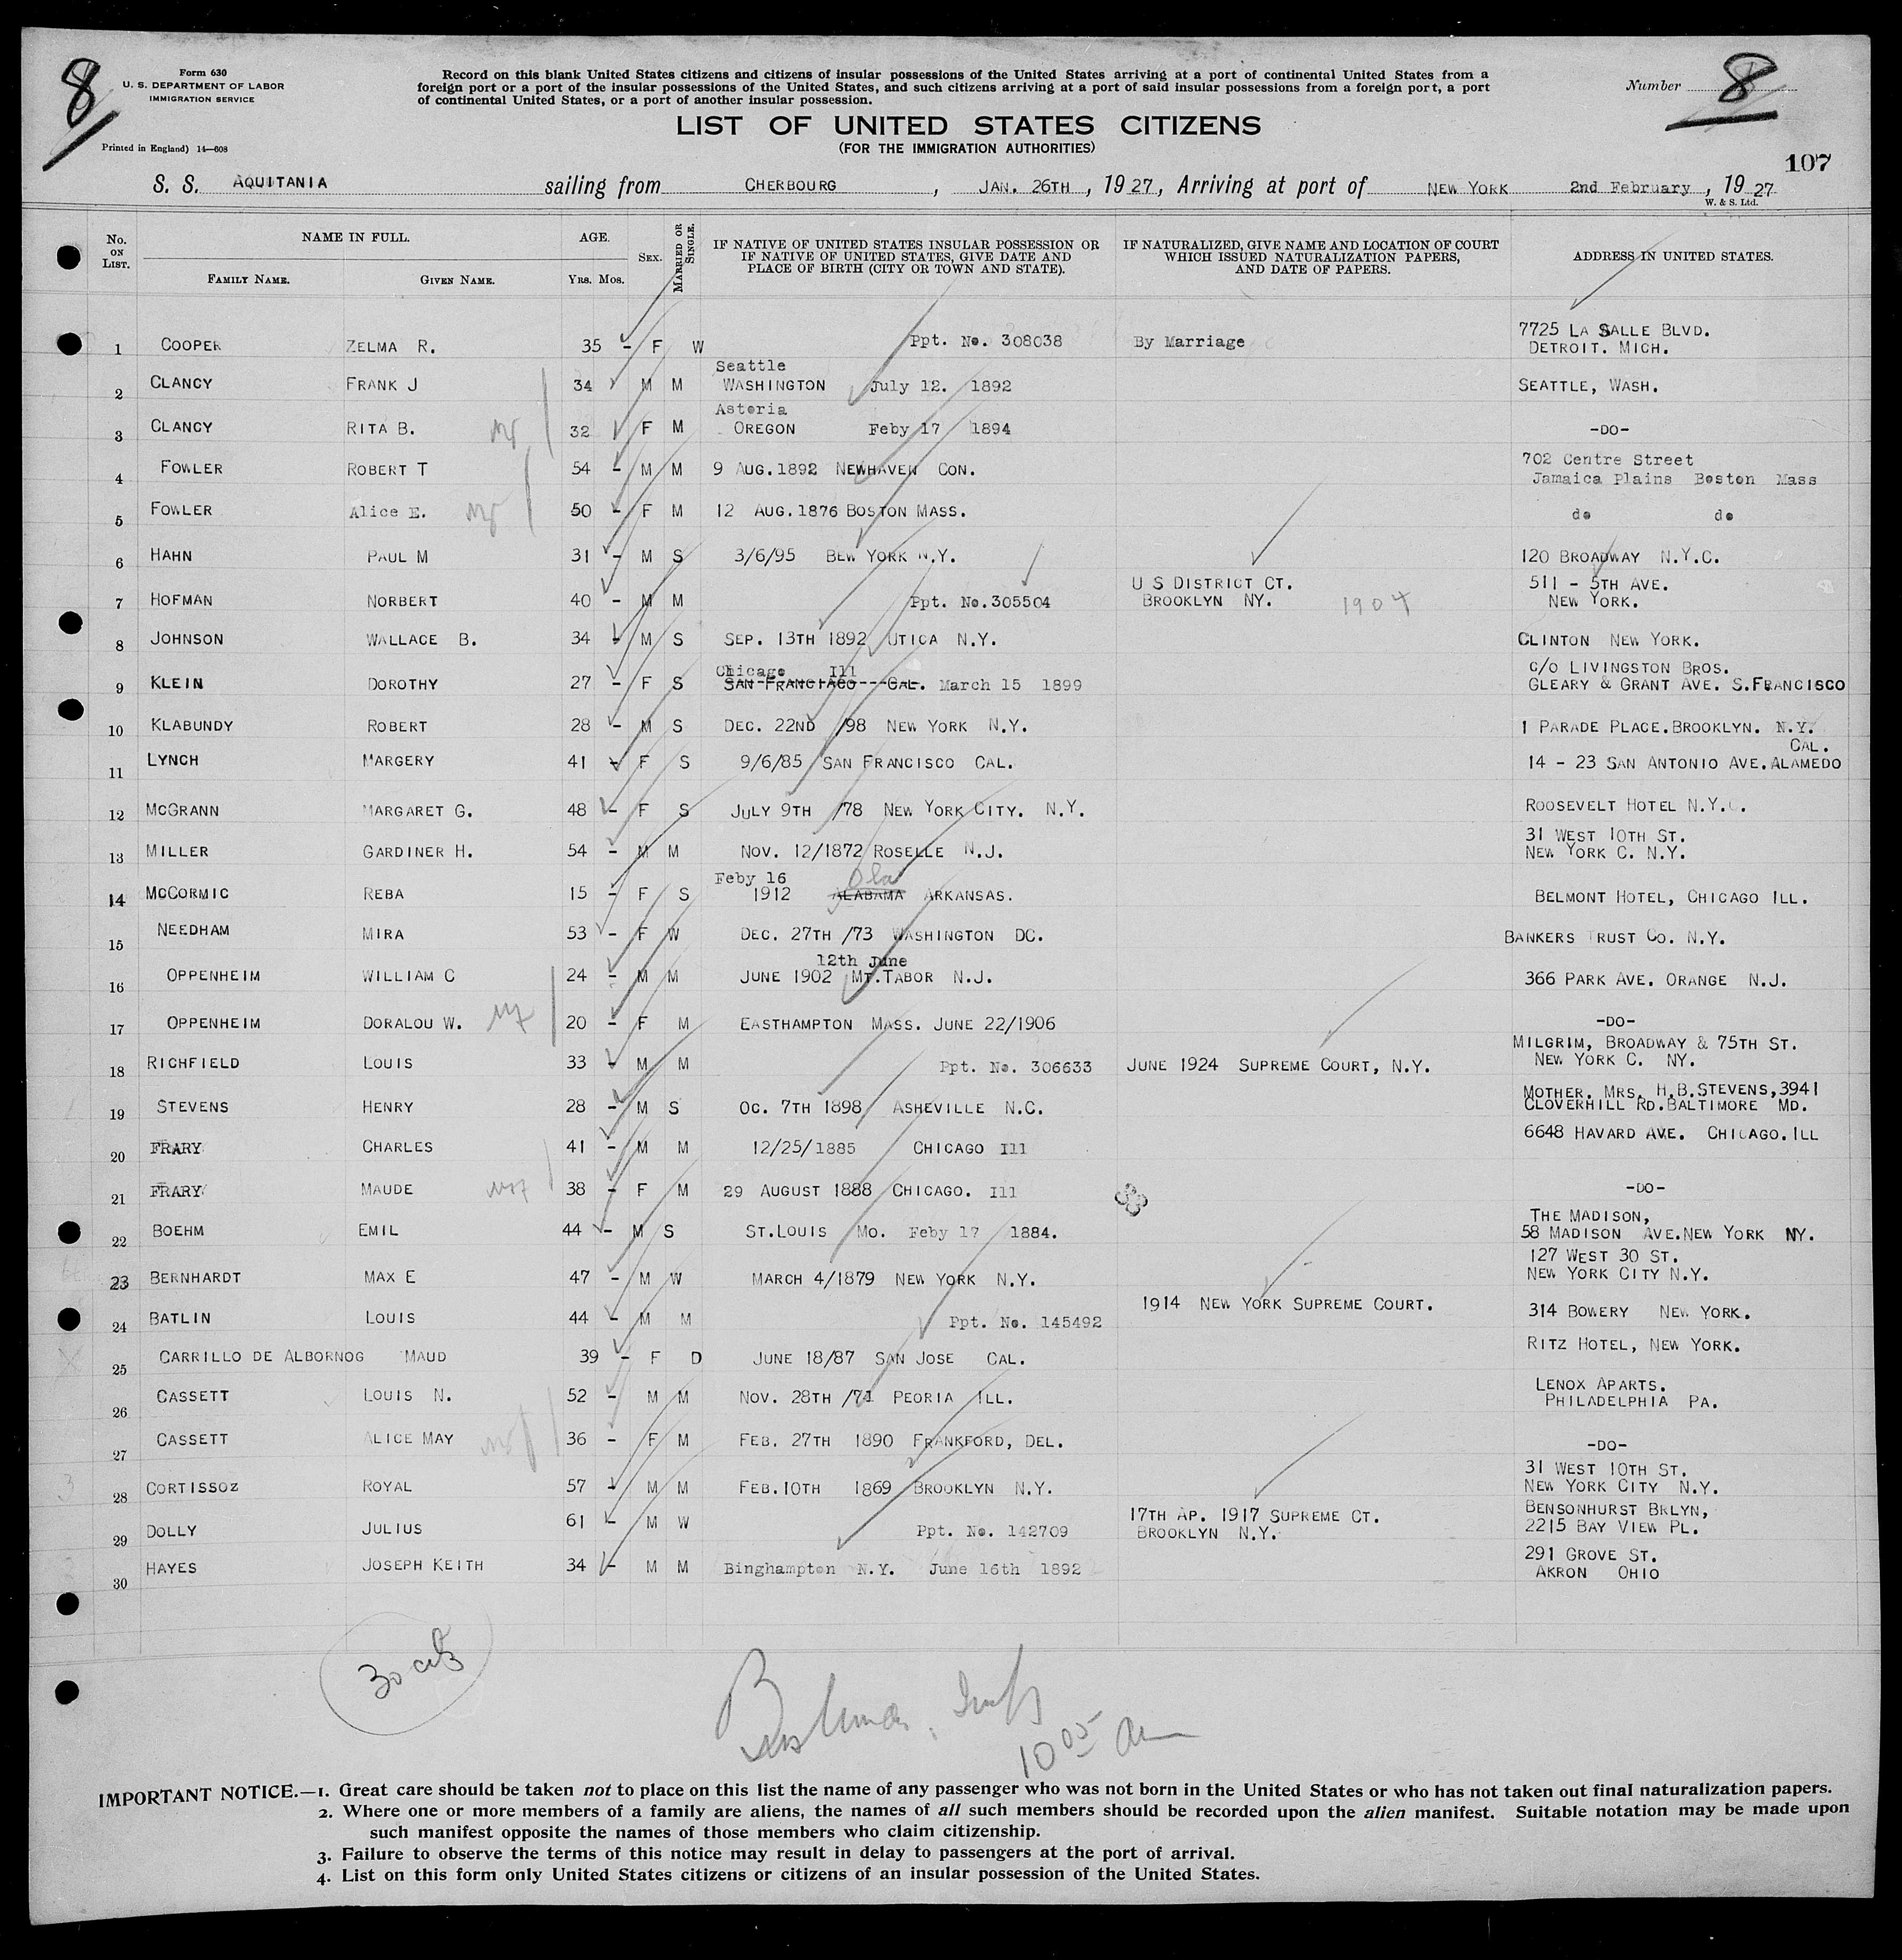 8
Form 630
U. S. DEPARTMENT OF LABOR
IMMIGRATION SERVICE
Printed in England) 14—608
Record on this blank United States citizens and citizens of insular possessions of the United States arriving at a port of continental United States from a
foreign port or a port of the insular possessions of the United States, and such citizens arriving at a port of said insular possessions from a foreign port, a port
of continental United States, or a port of another insular possession.
Number 8
LIST OF UNITED STATES CITIZENS
(FOR THE IMMIGRATION AUTHORITIES)
107
S. S. AQUITANIA sailing from CHERBOURG, JAN. 26TH, 1927, Arriving at port of NEW YORK 2nd February, 1927
W. & S. Ltd.
No. ON LIST.
NAME IN FULL.
FAMILY NAME. GIVEN NAME.
AGE.
YRS. MOS.
SEX.
MARRIED OR SINGLE.
IF NATIVE OF UNITED STATES INSULAR POSSESSION OR
IF NATIVE OF UNITED STATES, GIVE DATE AND
PLACE OF BIRTH (CITY OR TOWN AND STATE).
IF NATURALIZED, GIVE NAME AND LOCATION OF COURT
WHICH ISSUED NATURALIZATION PAPERS,
AND DATE OF PAPERS.
ADDRESS IN UNITED STATES.
7725 LA SALLE BLVD.
1 COOPER ZELMA R. 35 - F W Ppt. No. 308038 By Marriage DETROIT. MICH.
Seattle
2 CLANCY FRANK J 34 M M WASHINGTON July 12. 1892 SEATTLE, WASH.
Astoria
3 CLANCY RITA B. 32 F M OREGON Feby 17 1894 -DO-
702 Centre Street
4 FOWLER ROBERT T 54 - M M 9 AUG. 1892 NEWHAVEN CON. Jamaica Plains Boston Mass
5 FOWLER Alice E. 50 - F M 12 AUG. 1876 BOSTON MASS. do do
6 HAHN PAUL M 31 - M S 3/6/95 BEW YORK N.Y. 120 BROADWAY N.Y.C.
U S DISTRICT CT. 511 - 5TH AVE.
7 HOFMAN NORBERT 40 - M M Ppt. No. 305504 BROOKLYN NY. 1904 NEW YORK.
8 JOHNSON WALLACE B. 34 - M S SEP. 13TH 1892 UTICA N.Y. CLINTON NEW YORK.
Chicago Ill C/O LIVINGSTON BROS.
9 KLEIN DOROTHY 27 - F S SAN FRANCIACO CAL. March 15 1899 GLEARY & GRANT AVE. S.FRANCISCO
10 KLABUNDY ROBERT 28 - M S DEC. 22ND /98 NEW YORK N.Y. 1 PARADE PLACE.BROOKLYN. N.Y.
CAL.
11 LYNCH MARGERY 41 - F S 9/6/85 SAN FRANCISCO CAL. 14 - 23 SAN ANTONIO AVE. ALAMEDO
12 MCGRANN MARGARET G. 48 - F S JULY 9TH /78 NEW YORK CITY. N.Y. ROOSEVELT HOTEL N.Y.C.
31 WEST 10TH ST.
13 MILLER GARDINER H. 54 - M M NOV. 12/1872 ROSELLE N.J. NEW YORK C. N.Y.
Feby 16 Ola
14 MCCORMIC REBA 15 - F S 1912 ALABAMA ARKANSAS. BELMONT HOTEL, CHICAGO ILL.
15 NEEDHAM MIRA 53 - F W DEC. 27TH /73 WASHINGTON DC. BANKERS TRUST CO. N.Y.
12th June
16 OPPENHEIM WILLIAM C 24 - M M JUNE 1902 MT.TABOR N.J. 366 PARK AVE. ORANGE N.J.
17 OPPENHEIM DORALOU W. 20 - F M EASTHAMPTON MASS. JUNE 22/1906 -DO-
MILGRIM, BROADWAY & 75TH ST.
18 RICHFIELD LOUIS 33 - M M Ppt. No. 306633 JUNE 1924 SUPREME COURT, N.Y. NEW YORK C. NY.
MOTHER. MRS. H.B.STEVENS, 3941
19 STEVENS HENRY 28 - M S OC. 7TH 1898 ASHEVILLE N.C. CLOVERHILL RD.BALTIMORE MD.
20 FRARY CHARLES 41 - M M 12/25/1885 CHICAGO Ill 6648 HAVARD AVE. CHICAGO. ILL
21 FRARY MAUDE 38 - F M 29 AUGUST 1888 CHICAGO. Ill -DO-
THE MADISON,
22 BOEHM EMIL 44 - M S ST.LOUIS MO. Feby 17 1884. 58 MADISON AVE.NEW YORK NY.
127 WEST 30 ST.
23 BERNHARDT MAX E 47 - M W MARCH 4/1879 NEW YORK N.Y. NEW YORK CITY N.Y.
24 BATLIN LOUIS 44 - M M Ppt. No. 145492 1914 NEW YORK SUPREME COURT. 314 BOWERY NEW YORK.
25 CARRILLO DE ALBORNOG MAUD 39 - F D JUNE 18/87 SAN JOSE CAL. RITZ HOTEL, NEW YORK.
LENOX APARTS.
26 CASSETT LOUIS N. 52 - M M NOV. 28TH /74 PEORIA ILL. PHILADELPHIA PA.
27 CASSETT ALICE MAY 36 - F M FEB. 27TH 1890 FRANKFORD, DEL. -DO-
31 WEST 10TH ST.
28 CORTISSOZ ROYAL 57 - M M FEB. 10TH 1869 BROOKLYN N.Y. NEW YORK CITY N.Y.
17TH AP. 1917 SUPREME CT. BENSONHURST BKLYN,
29 DOLLY JULIUS 61 - M W Ppt. No. 142709 BROOKLYN N.Y. 2215 BAY VIEW PL.
291 GROVE ST.
30 HAYES JOSEPH KEITH 34 - M M Binghampton N.Y. June 16th 1892 AKRON OHIO
30
10 05 am
IMPORTANT NOTICE.—1. Great care should be taken not to place on this list the name of any passenger who was not born in the United States or who has not taken out final naturalization papers.
2. Where one or more members of a family are aliens, the names of all such members should be recorded upon the alien manifest. Suitable notation may be made upon
such manifest opposite the names of those members who claim citizenship.
3. Failure to observe the terms of this notice may result in delay to passengers at the port of arrival.
4. List on this form only United States citizens or citizens of an insular possession of the United States.